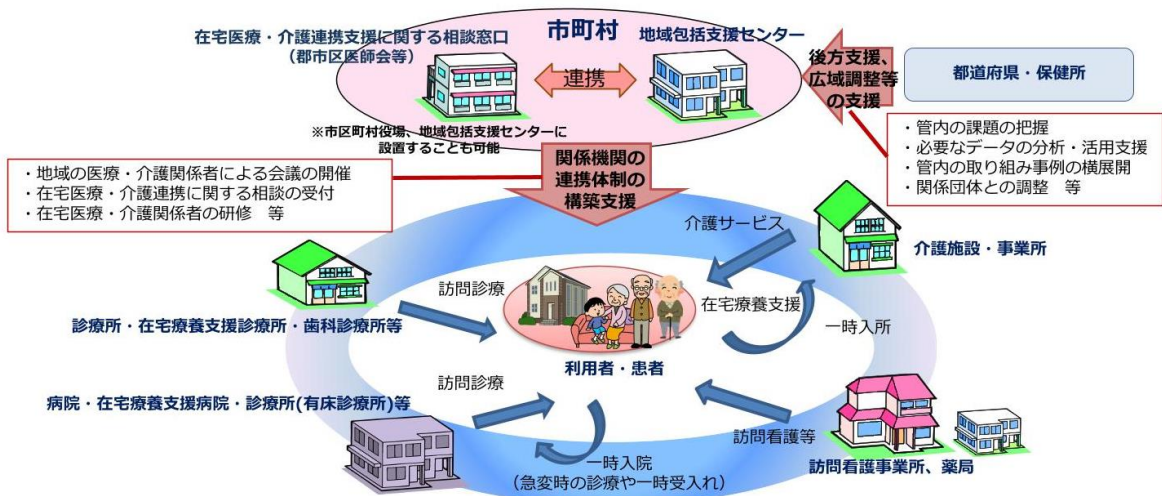 市町村
在宅医療・介護連携支援に関する相談窓口
（郡市区医師会等）
地域包括支援センター
連携
※市区町村役場、地域包括支援センターに
設置することも可能
後方支援、
広域調整等
の支援
都道府県・保健所
・管内の課題の把握
・必要なデータの分析・活用支援
・管内の取り組み事例の横展開
・関係団体との調整　等
・地域の医療・介護関係者による会議の開催
・在宅医療・介護連携に関する相談の受付
・在宅医療・介護関係者の研修　等
関係機関の
連携体制の
構築支援
介護サービス
介護施設・事業所
訪問診療
在宅療養支援
一時入所
診療所・在宅療養支援診療所・歯科診療所等
利用者・患者
訪問診療
病院・在宅療養支援病院・診療所(有床診療所)等
訪問看護等
一時入院
（急変時の診療や一時受入れ）
訪問看護事業所、薬局